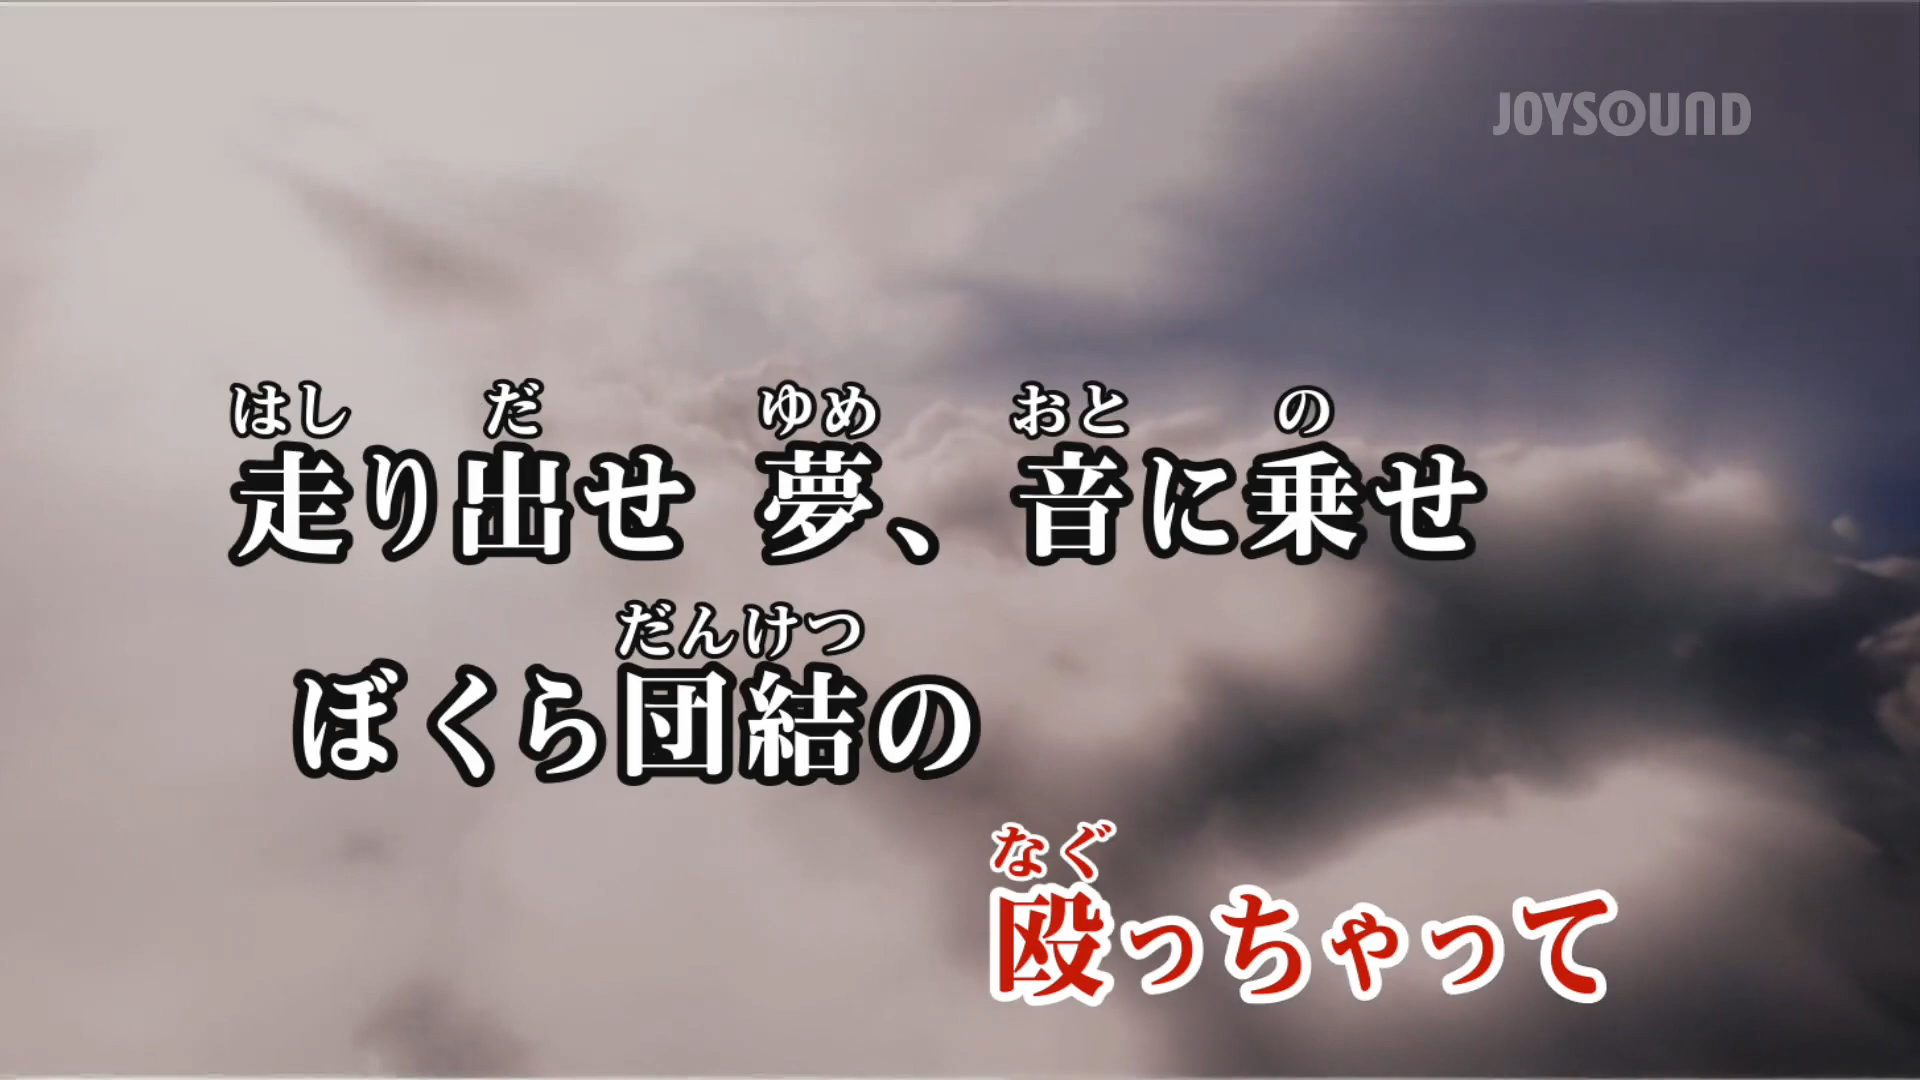 JOYSOUND
はし だ ゆめ おと の
走り出せ 夢、音に乗せ
だんけつ
ぼくら団結の
なぐ
殴っちゃって